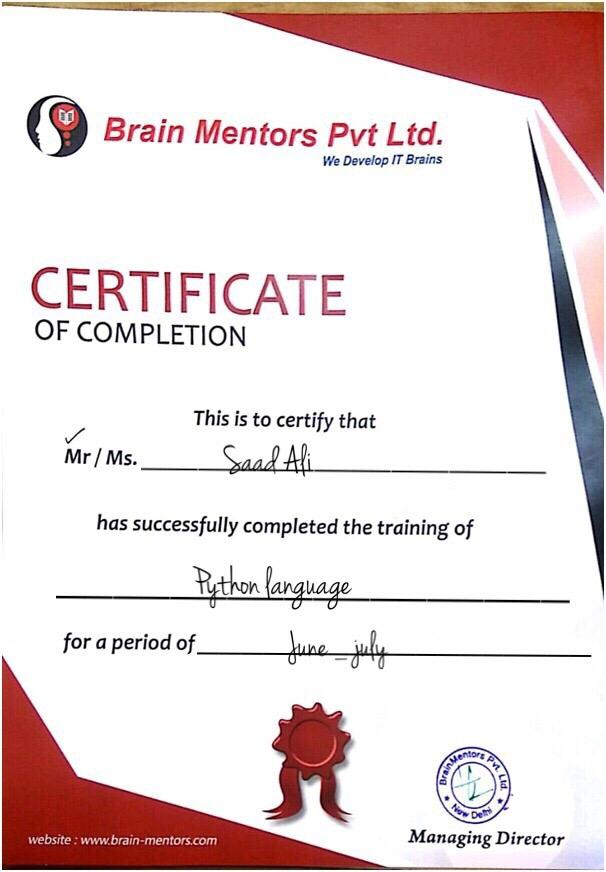 Brain Mentors Pvt Ltd.
We Develop IT Brains
CERTIFICATE
OF COMPLETION
This is to certify that
Mr / Ms. Saad Ali
has successfully completed the training of
Python language
for a period of June _ july
BrainMentors Pvt. Ltd.
New Delhi
website : www.brain-mentors.com
Managing Director